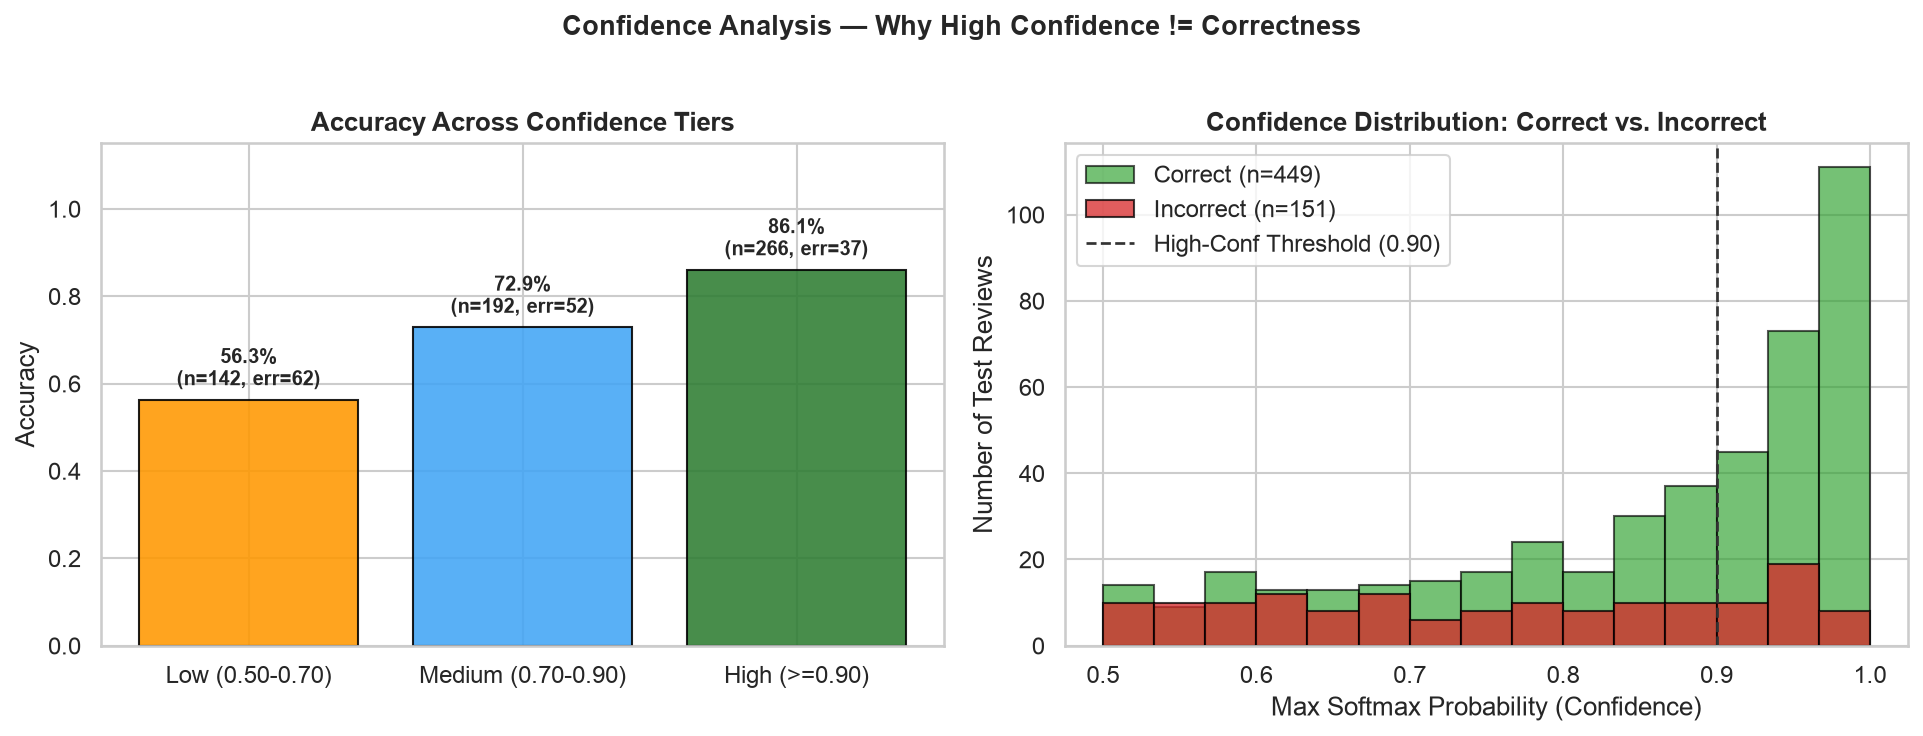 Confidence Analysis — Why High Confidence != Correctness
Accuracy Across Confidence Tiers
Accuracy
1.0
0.8
0.6
0.4
0.2
0.0
56.3%
(n=142, err=62)
72.9%
(n=192, err=52)
86.1%
(n=266, err=37)
Low (0.50-0.70)
Medium (0.70-0.90)
High (>=0.90)
Confidence Distribution: Correct vs. Incorrect
Correct (n=449)
Incorrect (n=151)
High-Conf Threshold (0.90)
Number of Test Reviews
100
80
60
40
20
0
0.5
0.6
0.7
0.8
0.9
1.0
Max Softmax Probability (Confidence)